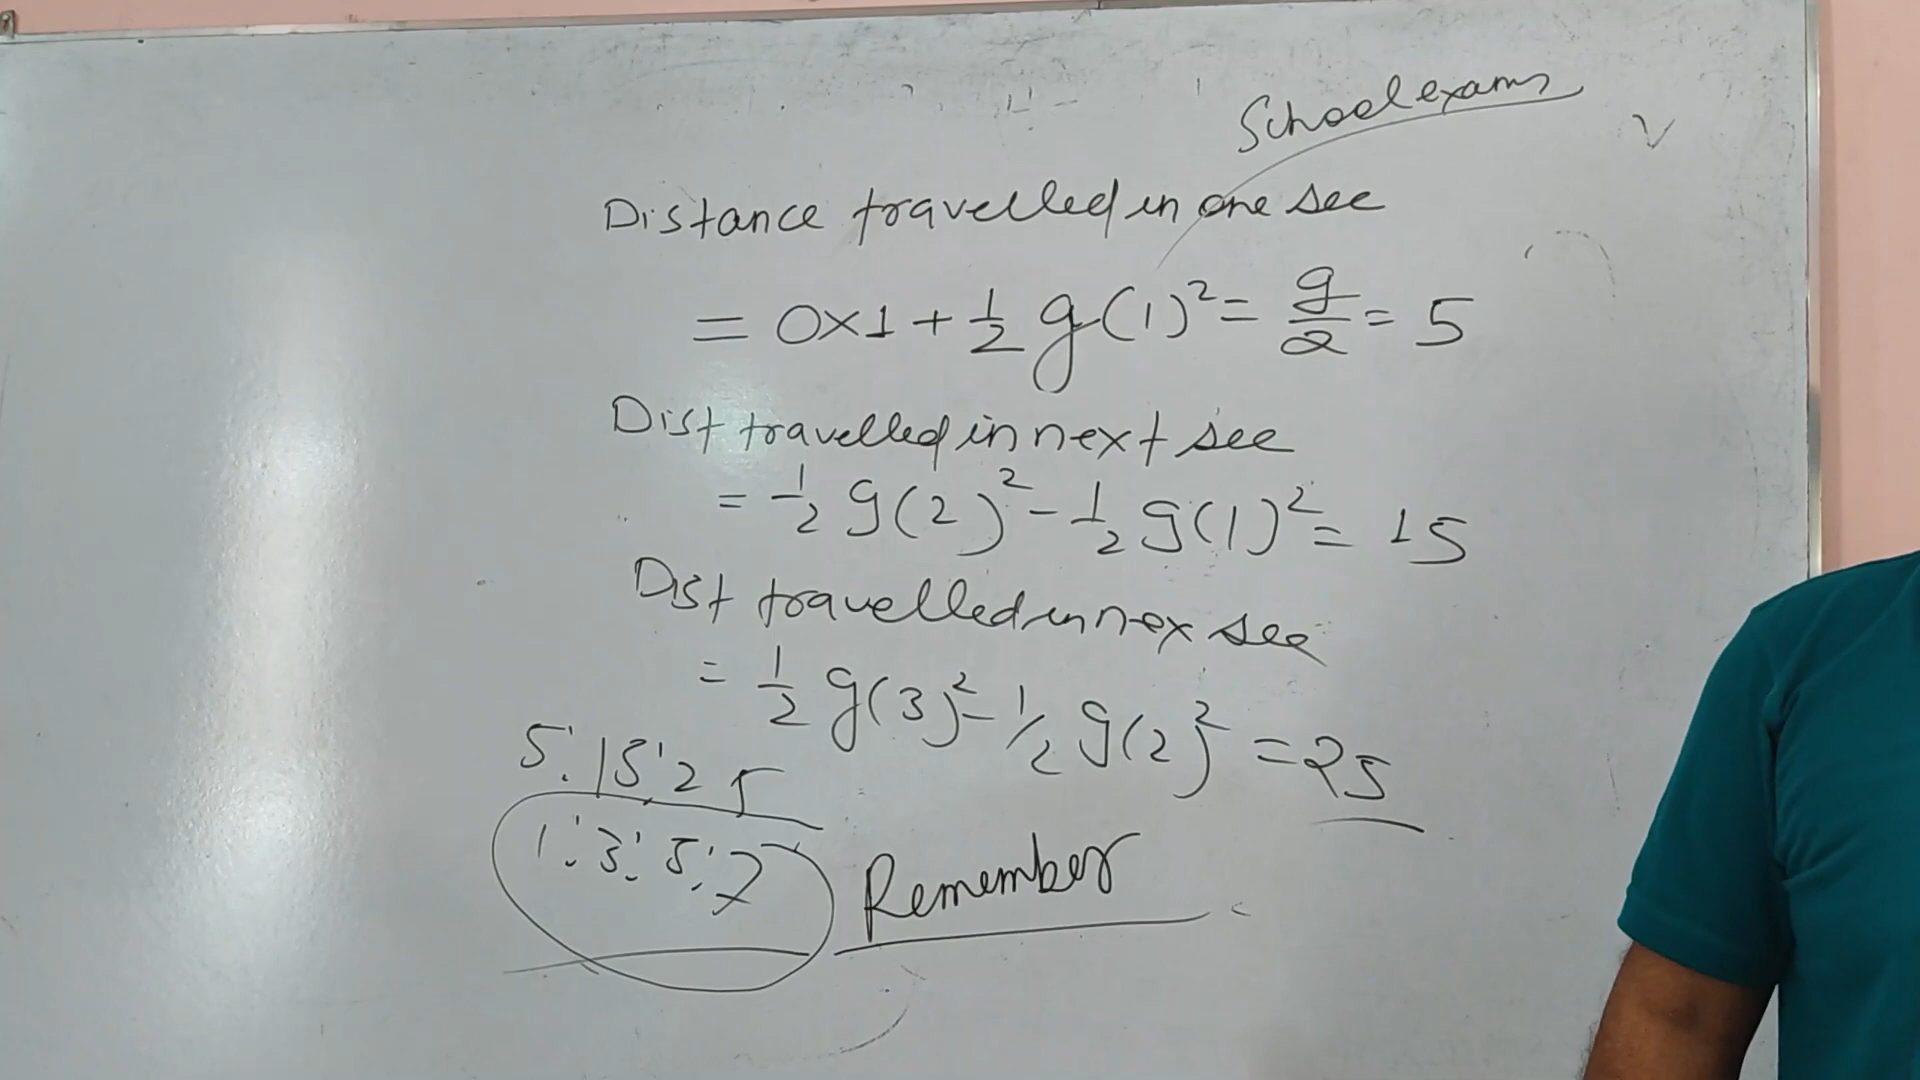 School exams
Distance travelled in one sec
= 0×1 + 1/2 g(1)² = g/2 = 5
Dist travelled in next sec
= 1/2 g(2)² - 1/2 g(1)² = 15
Dist travelled in nex sec
= 1/2 g(3)² - 1/2 g(2)² = 25
5:15:25
1:3:5:7 Remember